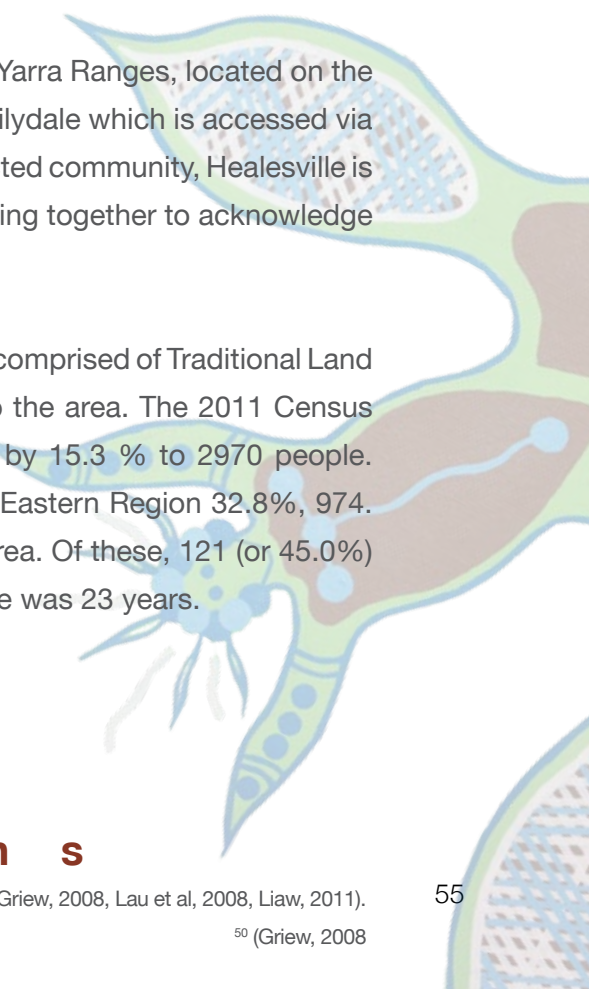 Yarra Ranges, located on the
ilydale which is accessed via
ted community, Healesville is
ing together to acknowledge
comprised of Traditional Land
the area. The 2011 Census
by 15.3 % to 2970 people.
Eastern Region 32.8%, 974.
rea. Of these, 121 (or 45.0%)
e was 23 years.
s
Griew, 2008, Lau et al, 2008, Liaw, 2011).
55
50 (Griew, 2008